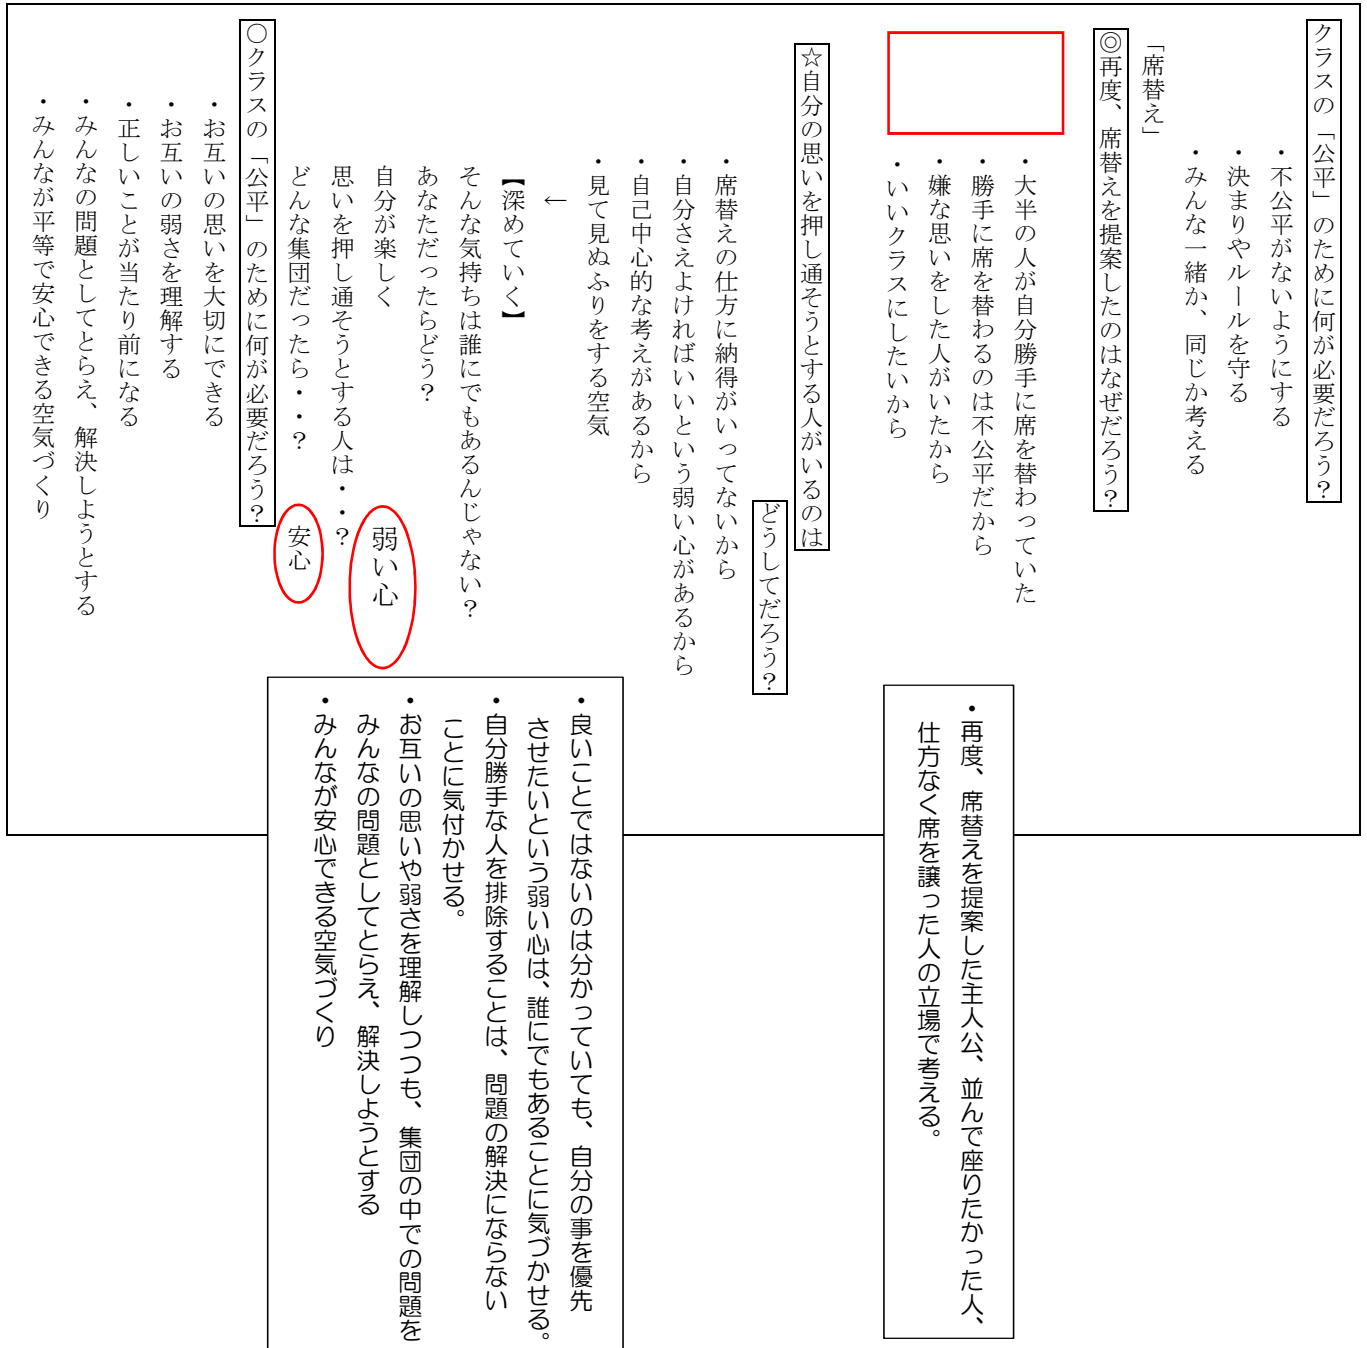 クラスの「公平」のために何が必要だろう？
・不公平がないようにする
・決まりやルールを守る
・みんな一緒か、同じか考える
「席替え」
◎再度、席替えを提案したのはなぜだろう？
・大半の人が自分勝手に席を替わっていた
・勝手に席を替わるのは不公平だから
・嫌な思いをした人がいたから
・いいクラスにしたいから
☆自分の思いを押し通そうとする人がいるのは
どうしてだろう？
・席替えの仕方に納得がいってないから
・自分さえよければいいという弱い心があるから
・自己中心的な考えがあるから
・見て見ぬふりをする空気
←
【深めていく】
そんな気持ちは誰にでもあるんじゃない？
あなただったらどう？
自分が楽しく
思いを押し通そうとする人は・・？
どんな集団だったら・・？
弱い心
安心
○クラスの「公平」のために何が必要だろう？
・お互いの思いを大切にできる
・お互いの弱さを理解する
・正しいことが当たり前になる
・みんなの問題としてとらえ、解決しようとする
・みんなが平等で安心できる空気づくり
・再度、席替えを提案した主人公、並んで座りたかった人、
仕方なく席を譲った人の立場で考える。
・良いことではないのは分かっていても、自分の事を優先
させたいという弱い心は、誰にでもあることに気づかせる。
・自分勝手な人を排除することは、問題の解決にならない
ことに気付かせる。
・お互いの思いや弱さを理解しつつも、集団の中での問題を
みんなの問題としてとらえ、解決しようとする
・みんなが安心できる空気づくり